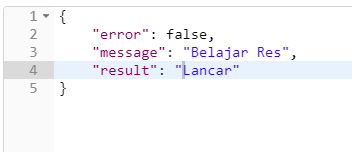 1 {
2 "error": false,
3 "message": "Belajar Res",
4 "result": "Lancar"
5 }